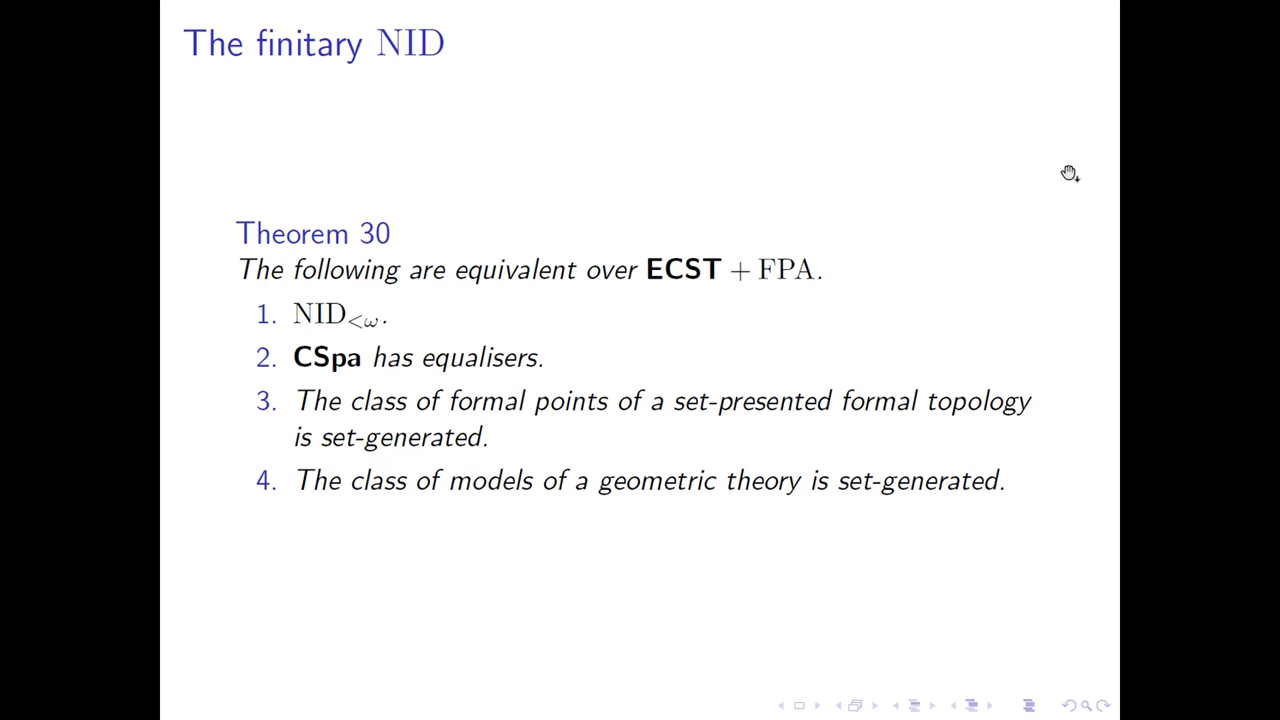 The finitary NID
Theorem 30
The following are equivalent over ECST + FPA.
1. NID<ω.
2. CSpa has equalisers.
3. The class of formal points of a set-presented formal topology
is set-generated.
4. The class of models of a geometric theory is set-generated.